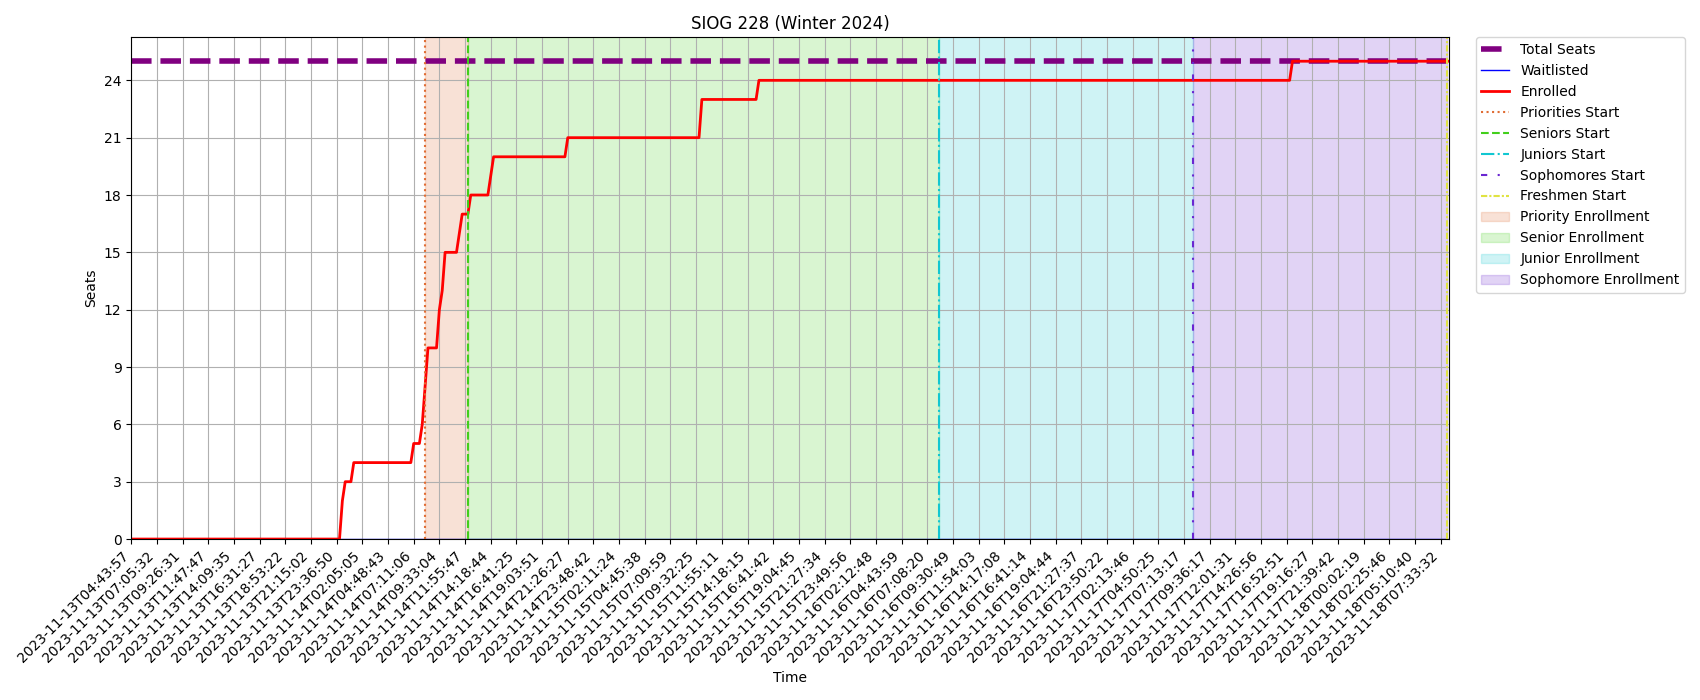 SIOG 228 (Winter 2024)
Total Seats
Waitlisted
Enrolled
Priorities Start
Seniors Start
Juniors Start
Sophomores Start
Freshmen Start
Priority Enrollment
Senior Enrollment
Junior Enrollment
Sophomore Enrollment
Seats
24
21
18
15
12
9
6
3
0
2023-11-13T04:43:57
2023-11-13T07:05:32
2023-11-13T09:26:31
2023-11-13T11:47:47
2023-11-13T14:09:35
2023-11-13T16:31:27
2023-11-13T18:53:22
2023-11-13T21:15:02
2023-11-13T23:36:50
2023-11-14T02:05:05
2023-11-14T04:48:43
2023-11-14T07:11:06
2023-11-14T09:33:04
2023-11-14T11:55:47
2023-11-14T14:18:44
2023-11-14T16:41:25
2023-11-14T19:03:51
2023-11-14T21:26:27
2023-11-14T23:48:42
2023-11-15T02:11:24
2023-11-15T04:45:38
2023-11-15T07:09:59
2023-11-15T09:32:25
2023-11-15T11:55:11
2023-11-15T14:18:15
2023-11-15T16:41:42
2023-11-15T19:04:45
2023-11-15T21:27:34
2023-11-15T23:49:56
2023-11-16T02:12:48
2023-11-16T04:43:59
2023-11-16T07:08:20
2023-11-16T09:30:49
2023-11-16T11:54:03
2023-11-16T14:17:08
2023-11-16T16:41:14
2023-11-16T19:04:44
2023-11-16T21:27:37
2023-11-16T23:50:22
2023-11-17T02:13:46
2023-11-17T04:50:25
2023-11-17T07:13:17
2023-11-17T09:36:17
2023-11-17T12:01:31
2023-11-17T14:26:56
2023-11-17T16:52:51
2023-11-17T19:16:27
2023-11-17T21:39:42
2023-11-18T00:02:19
2023-11-18T02:25:46
2023-11-18T05:10:40
2023-11-18T07:33:32
Time